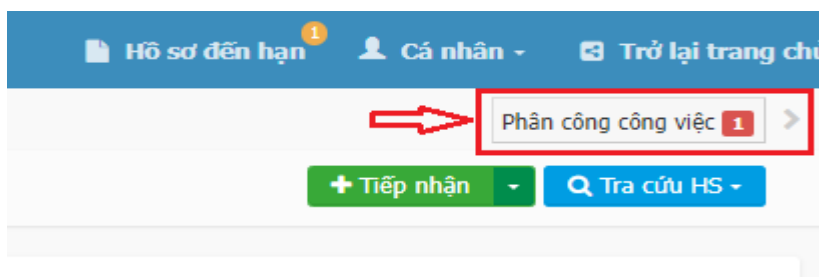 Hồ sơ đến hạn 1 Cá nhân Trở lại trang chủ
Phân công công việc 1
Tiếp nhận Tra cứu HS